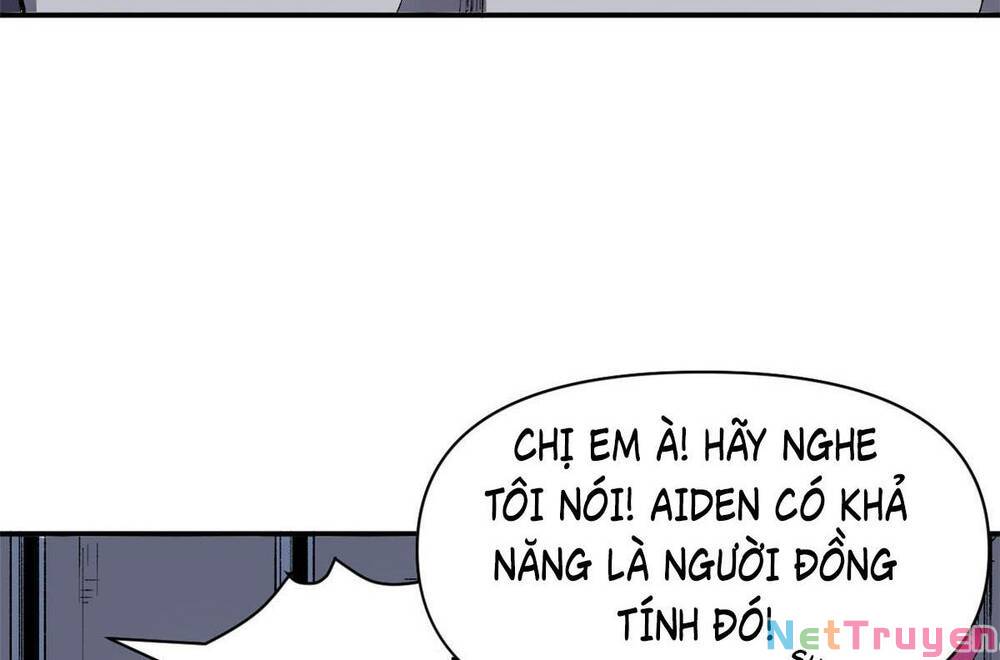 CHỊ EM À! HÃY NGHE
TÔI NÓI! AIDEN CÓ KHẢ
NĂNG LÀ NGƯỜI ĐỒNG
TÍNH ĐÓ!
NetTruyen